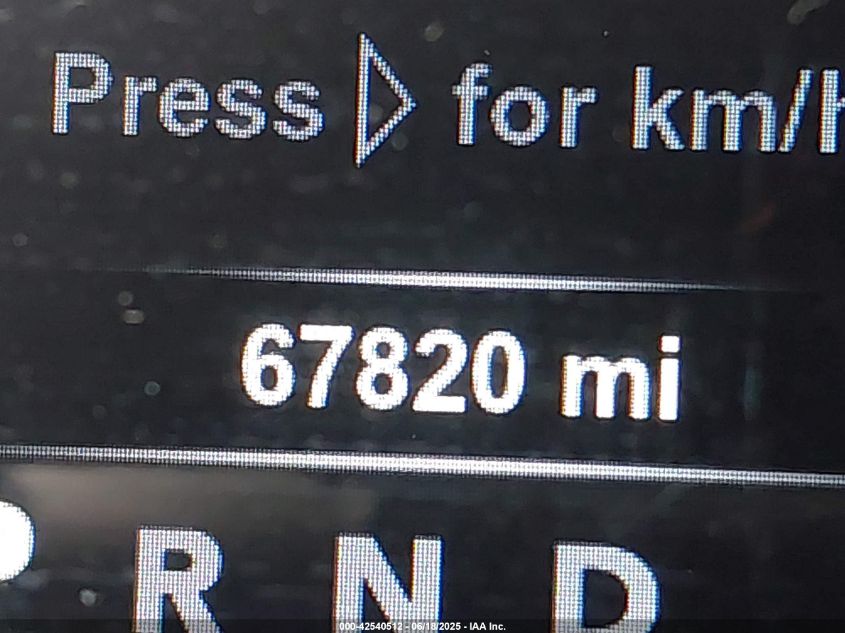 Press ▷ for km/h
67820 mi
P R N D
000-42540512 - 06/18/2025 - IAA Inc.